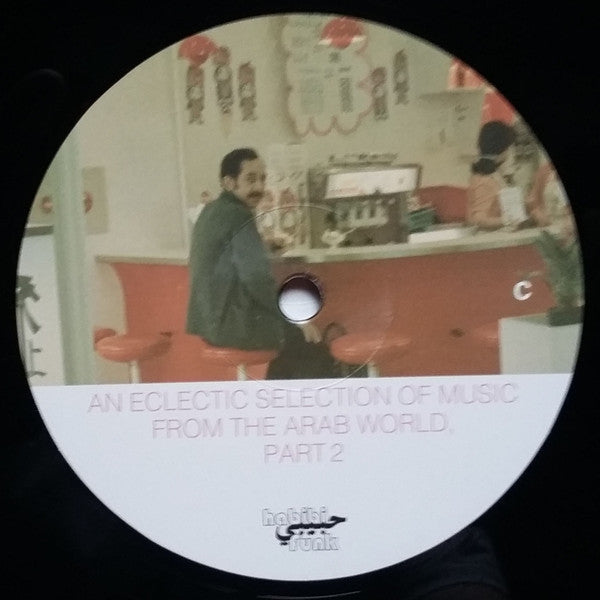 C
AN ECLECTIC SELECTION OF MUSIC
FROM THE ARAB WORLD,
PART 2
habibi
حبيبي
funk